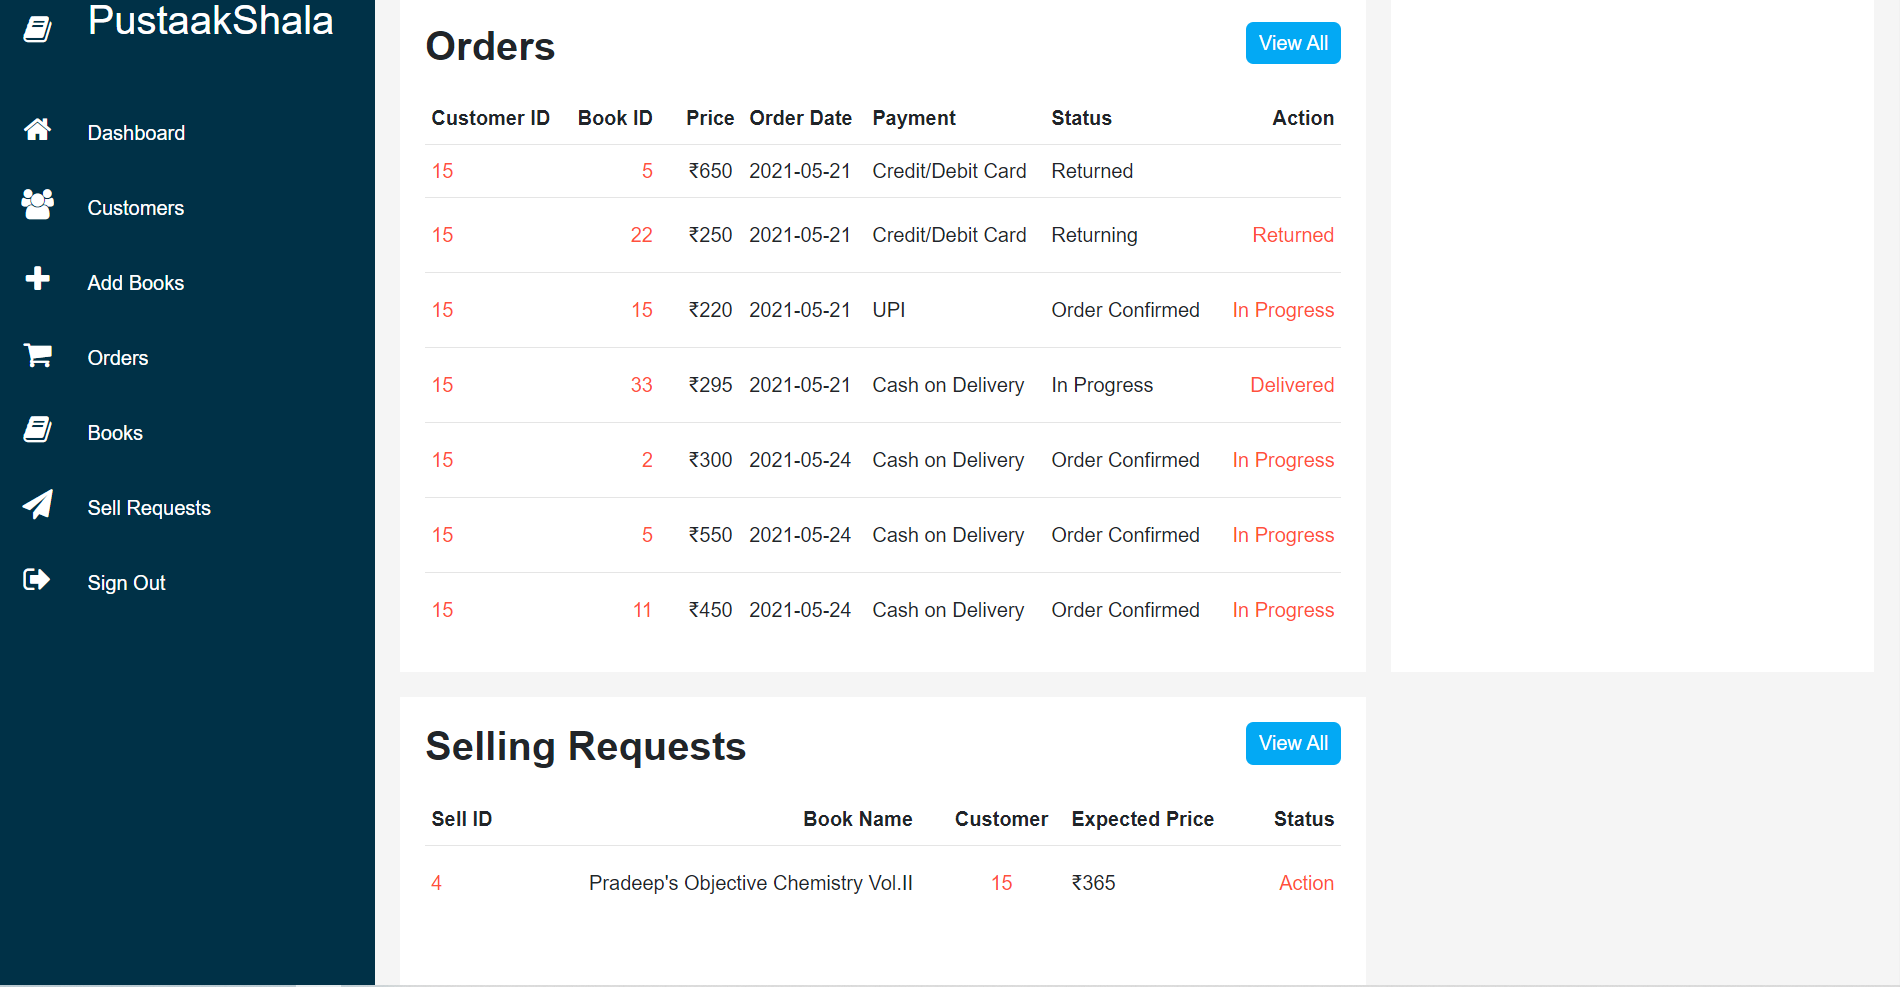 PustaakShala
Dashboard
Customers
Add Books
Orders
Books
Sell Requests
Sign Out
Orders View All
Customer ID Book ID Price Order Date Payment Status Action
15 5 ₹650 2021-05-21 Credit/Debit Card Returned
15 22 ₹250 2021-05-21 Credit/Debit Card Returning Returned
15 15 ₹220 2021-05-21 UPI Order Confirmed In Progress
15 33 ₹295 2021-05-21 Cash on Delivery In Progress Delivered
15 2 ₹300 2021-05-24 Cash on Delivery Order Confirmed In Progress
15 5 ₹550 2021-05-24 Cash on Delivery Order Confirmed In Progress
15 11 ₹450 2021-05-24 Cash on Delivery Order Confirmed In Progress
Selling Requests View All
Sell ID Book Name Customer Expected Price Status
4 Pradeep's Objective Chemistry Vol.II 15 ₹365 Action